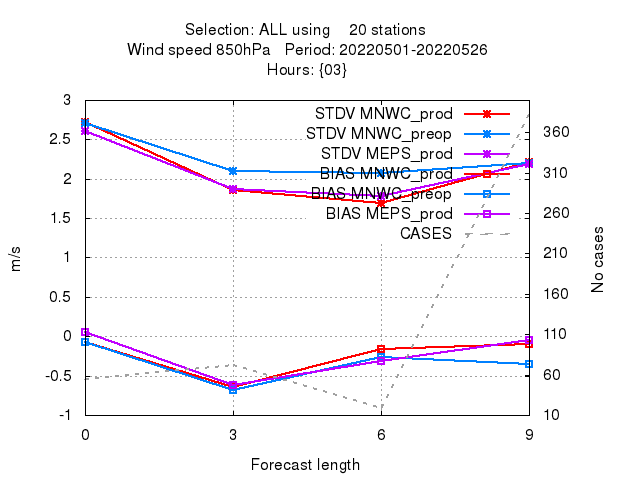 Selection: ALL using 20 stations
Wind speed 850hPa Period: 20220501-20220526
Hours: {03}
3
2.5
2
1.5
1
0.5
0
-0.5
-1
m/s
STDV MNWC_prod
STDV MNWC_preop
STDV MEPS_prod
BIAS MNWC_prod
BIAS MNWC_preop
BIAS MEPS_prod
CASES
360
310
260
210
160
110
60
10
No cases
0 3 6 9
Forecast length